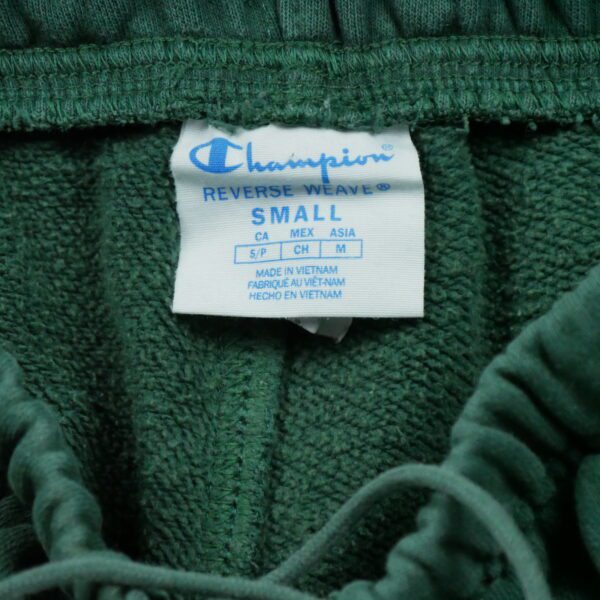 Champion®
REVERSE WEAVE®
SMALL
CA MEX ASIA
S/P CH M
MADE IN VIETNAM
FABRIQUÉ AU VIÊT-NAM
HECHO EN VIETNAM